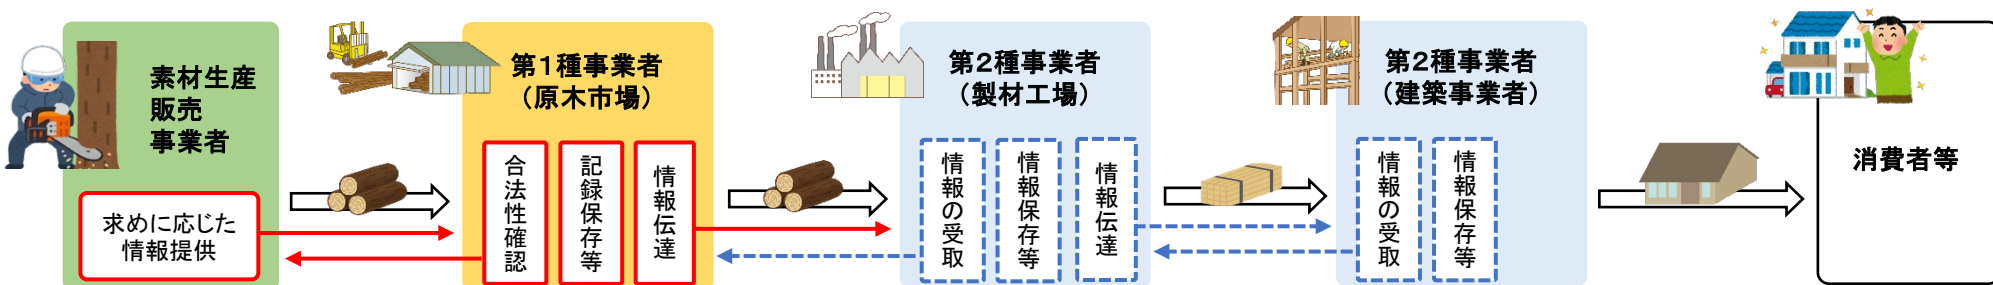 素材生産
販売
事業者
求めに応じた
情報提供
第1種事業者
（原木市場）
合法性確認
記録保存等
情報伝達
第2種事業者
（製材工場）
情報の受取
情報保存等
情報伝達
第2種事業者
（建築事業者）
情報の受取
情報保存等
消費者等